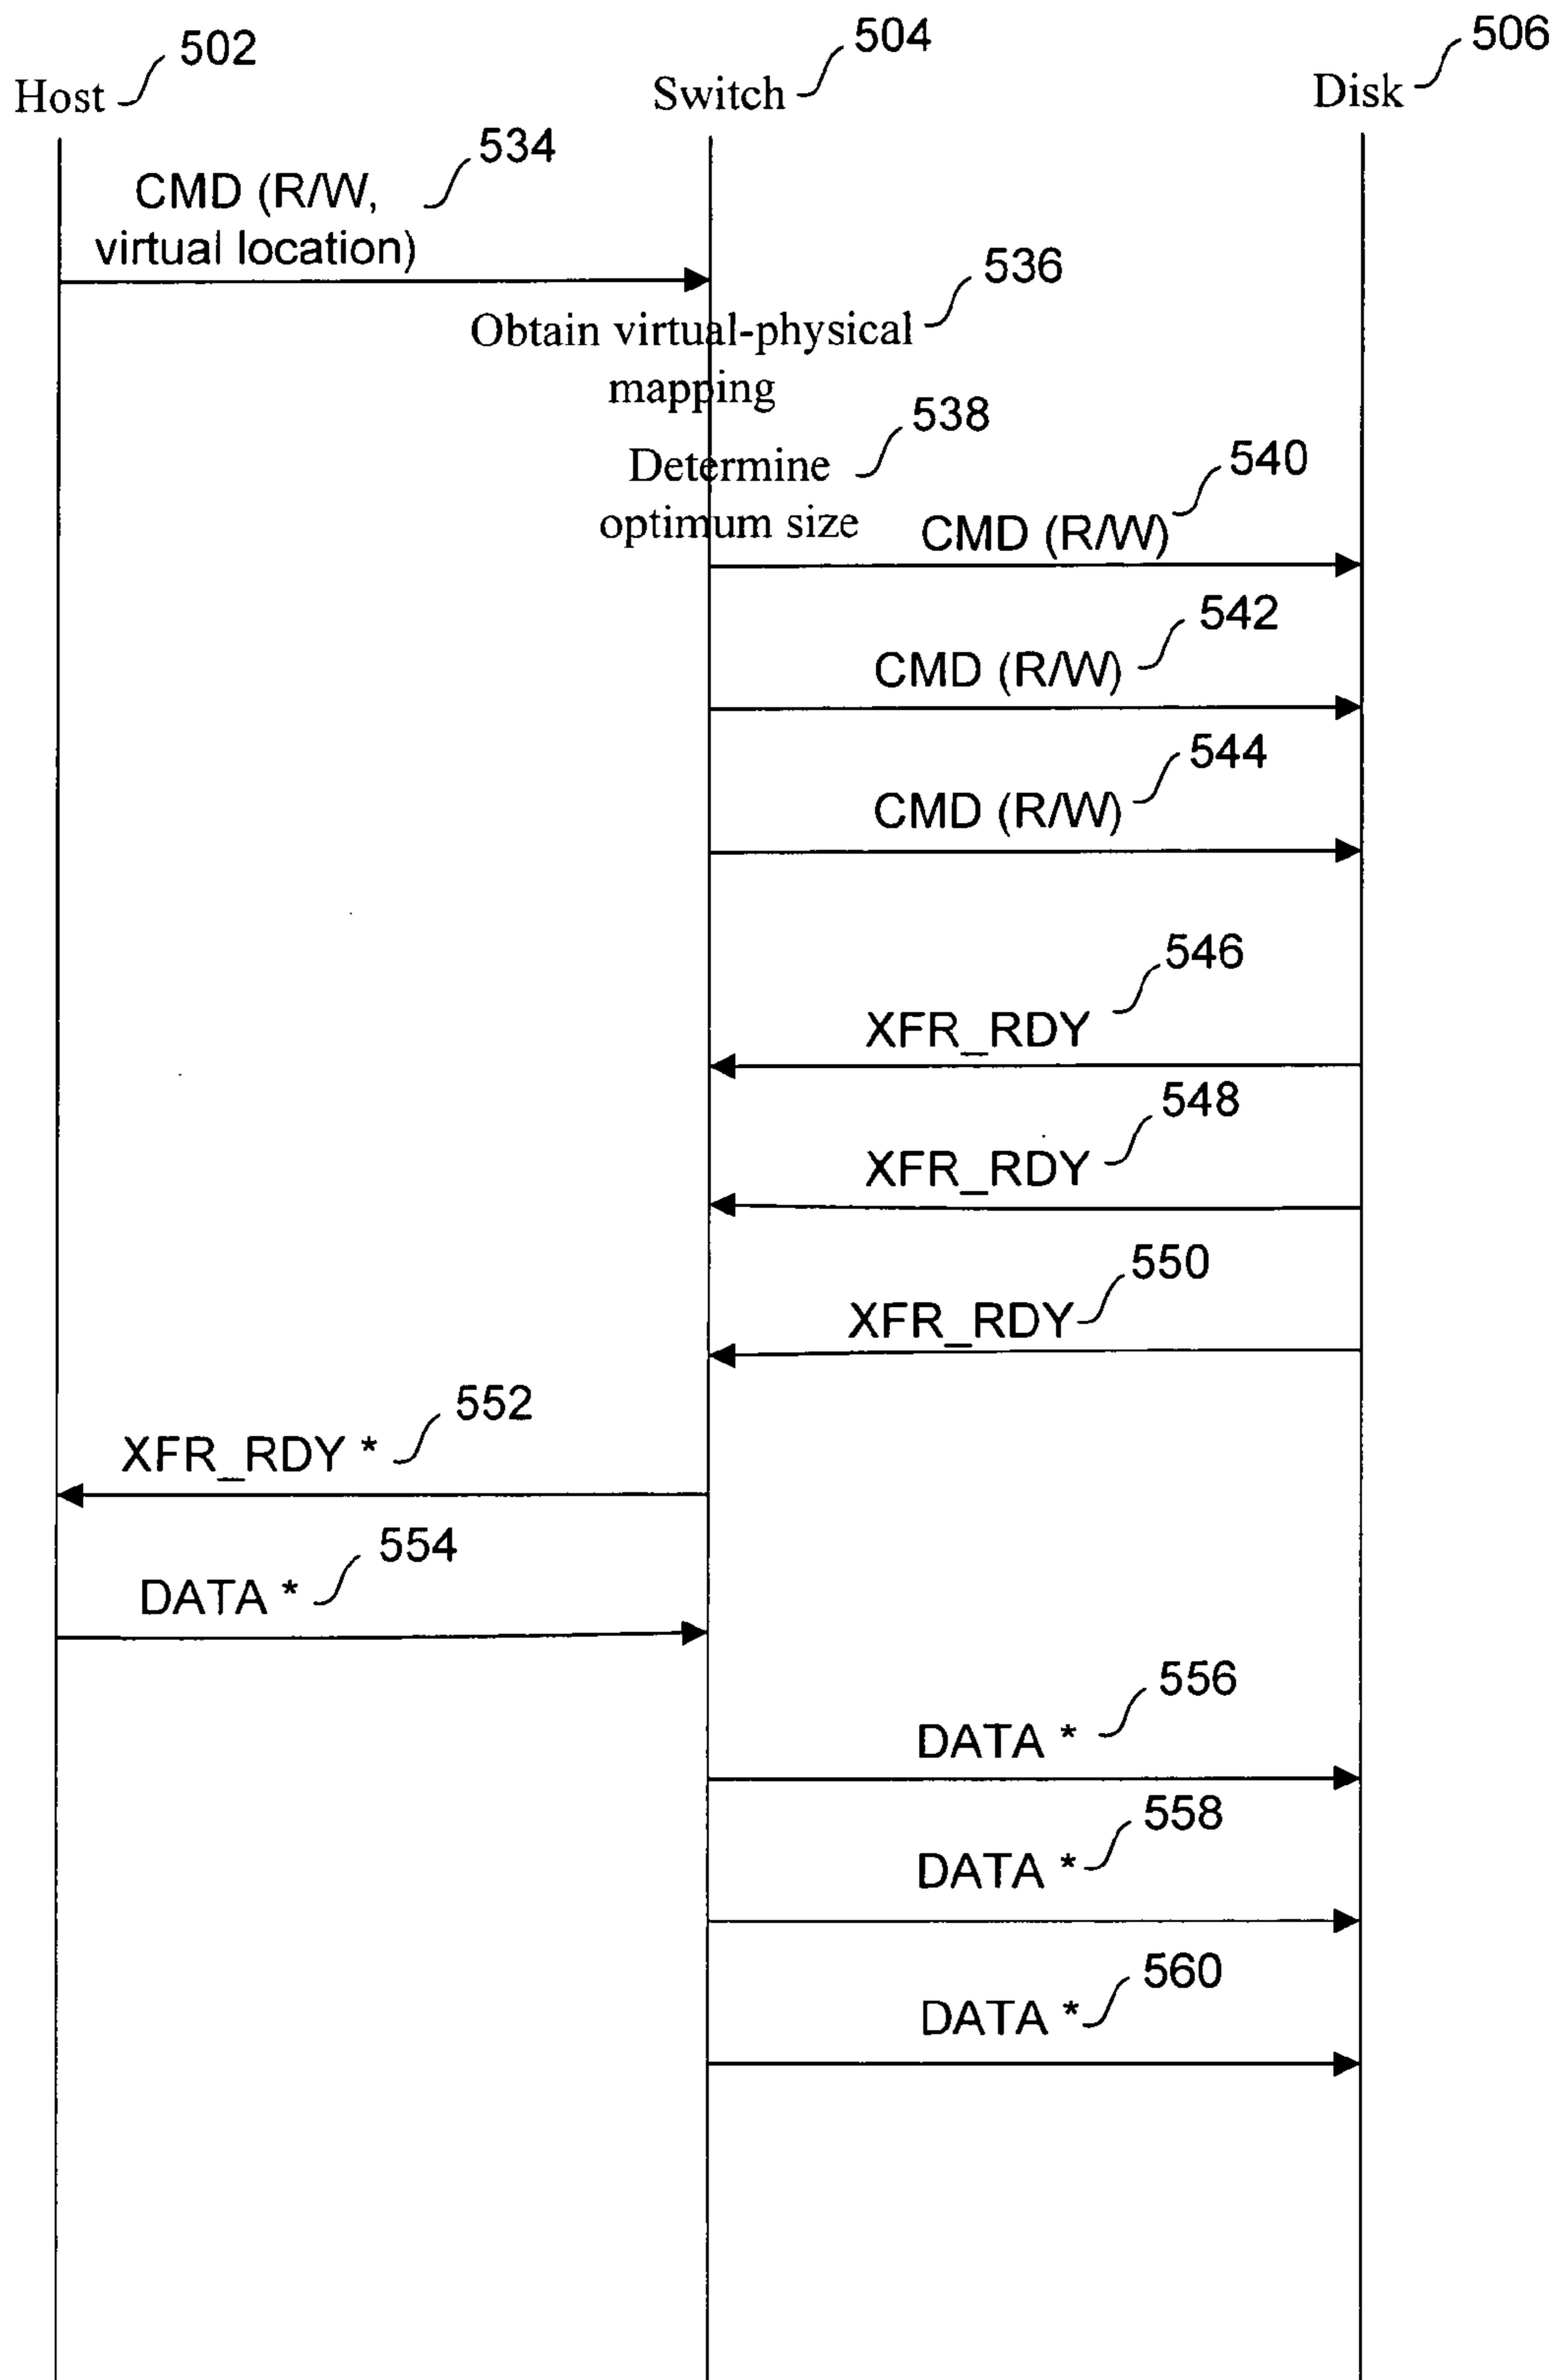 502
504
506
Host
Switch
Disk
534
CMD (R/W,
virtual location)
536
Obtain virtual-physical
mapping
538
Determine
optimum size
540
CMD (R/W)
542
CMD (R/W)
544
CMD (R/W)
546
XFR_RDY
548
XFR_RDY
550
XFR_RDY
552
XFR_RDY *
554
DATA *
556
DATA *
558
DATA *
560
DATA *